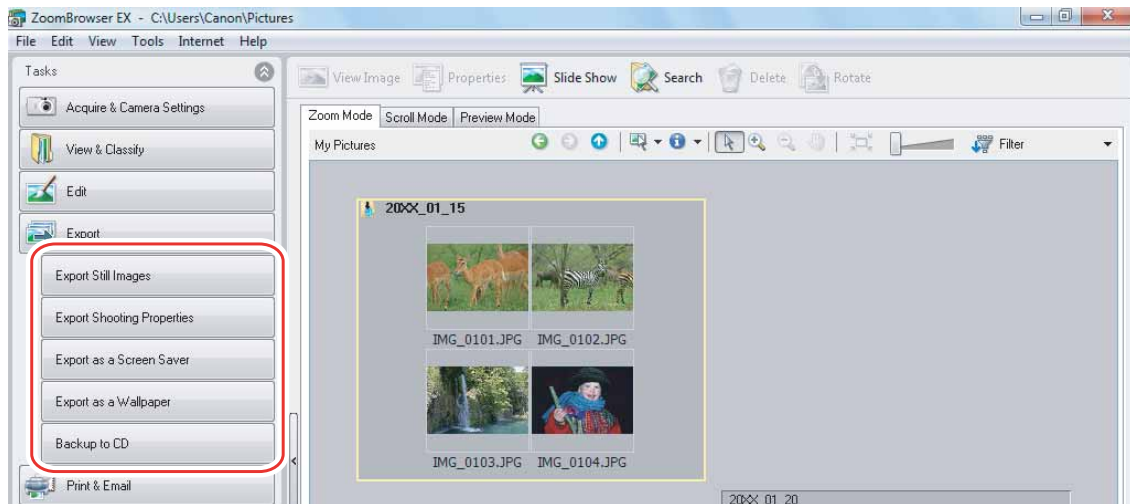 ZoomBrowser EX - C:\Users\Canon\Pictures
File Edit View Tools Internet Help
Tasks
Acquire & Camera Settings
View & Classify
Edit
Export
Export Still Images
Export Shooting Properties
Export as a Screen Saver
Export as a Wallpaper
Backup to CD
Print & Email
View Image Properties Slide Show Search Delete Rotate
Zoom Mode Scroll Mode Preview Mode
My Pictures Filter
20XX_01_15
IMG_0101.JPG IMG_0102.JPG
IMG_0103.JPG IMG_0104.JPG
20XX_01_20